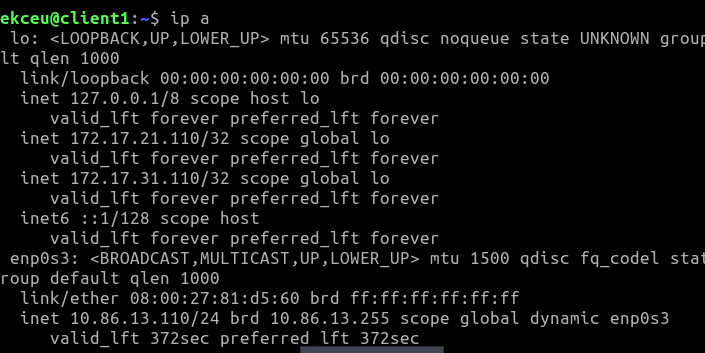 ekceu@client1:~$ ip a
lo: <LOOPBACK,UP,LOWER_UP> mtu 65536 qdisc noqueue state UNKNOWN group
lt qlen 1000
link/loopback 00:00:00:00:00:00 brd 00:00:00:00:00:00
inet 127.0.0.1/8 scope host lo
valid_lft forever preferred_lft forever
inet 172.17.21.110/32 scope global lo
valid_lft forever preferred_lft forever
inet 172.17.31.110/32 scope global lo
valid_lft forever preferred_lft forever
inet6 ::1/128 scope host
valid_lft forever preferred_lft forever
enp0s3: <BROADCAST,MULTICAST,UP,LOWER_UP> mtu 1500 qdisc fq_codel stat
roup default qlen 1000
link/ether 08:00:27:81:d5:60 brd ff:ff:ff:ff:ff:ff
inet 10.86.13.110/24 brd 10.86.13.255 scope global dynamic enp0s3
valid_lft 372sec preferred_lft 372sec